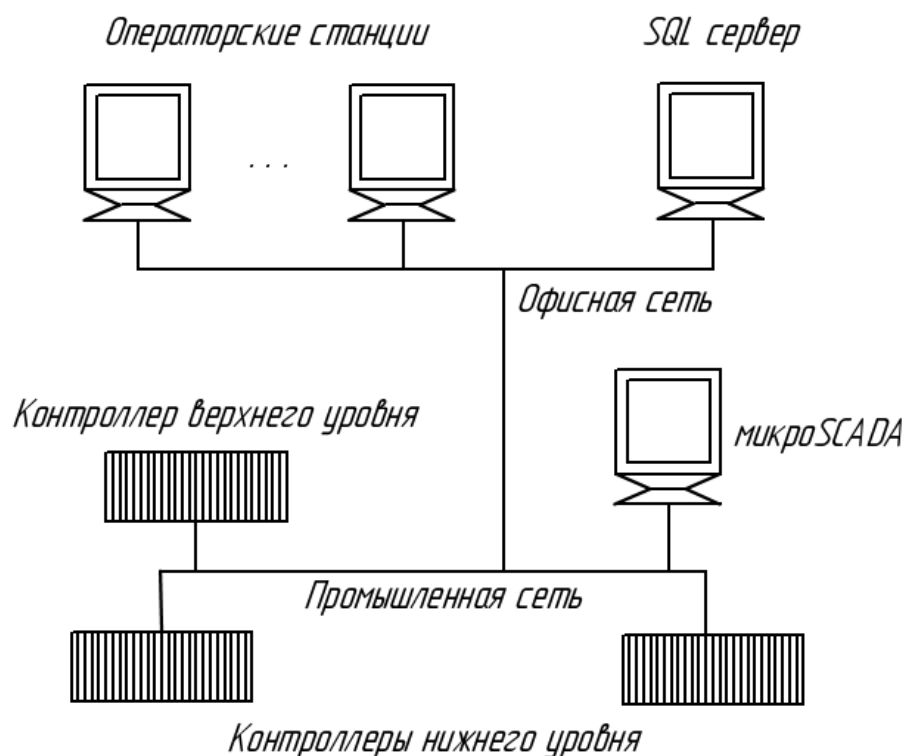 Операторские станции
SQL сервер
. . .
Офисная сеть
Контроллер верхнего уровня
микроSCADA
Промышленная сеть
Контроллеры нижнего уровня